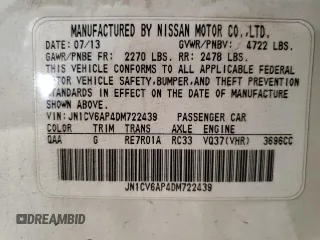 MANUFACTURED BY NISSAN MOTOR CO.,LTD.
DATE: 07/13 GVWR/PNBV: 4722 LBS.
GAWR/PNBE FR: 2270 LBS. RR: 2478 LBS.
THIS VEHICLE CONFORMS TO ALL APPLICABLE FEDERAL
MOTOR VEHICLE SAFETY,BUMPER,AND THEFT PREVENTION
STANDARDS IN EFFECT ON THE DATE OF MANUFACTURE
SHOWN ABOVE.
VIN: JN1CV6AP4DM722439 PASSENGER CAR
COLOR TRIM TRANS AXLE ENGINE
QAA G RE7R01A RC33 VQ37(VHR) 3696CC
JN1CV6AP4DM722439
DREAMBID